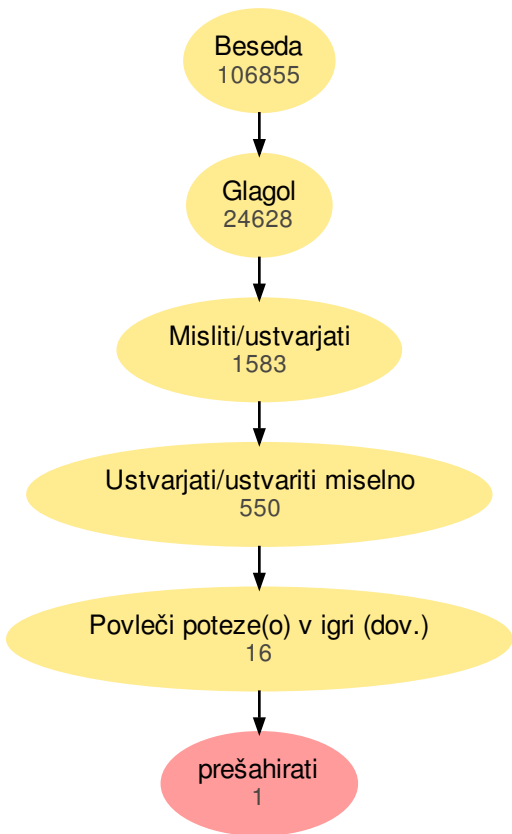 Beseda
106855
Glagol
24628
Misliti/ustvarjati
1583
Ustvarjati/ustvariti miselno
550
Povleči poteze(o) v igri (dov.)
16
prešahirati
1